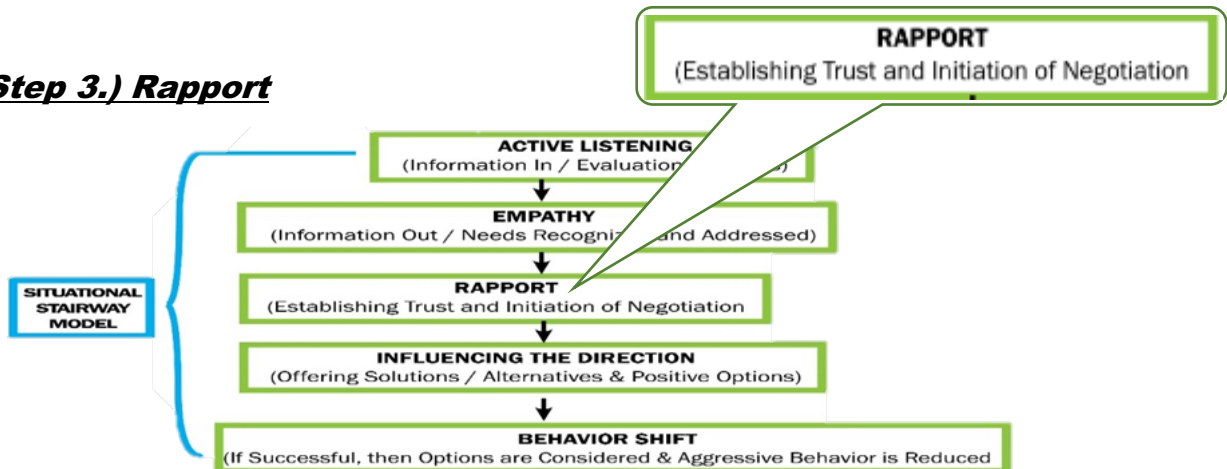 RAPPORT
(Establishing Trust and Initiation of Negotiation
Step 3.) Rapport
ACTIVE LISTENING
(Information In / Evaluation
EMPATHY
(Information Out / Needs Recogniz and Addressed)
RAPPORT
(Establishing Trust and Initiation of Negotiation
SITUATIONAL
STAIRWAY
MODEL
INFLUENCING THE DIRECTION
(Offering Solutions / Alternatives & Positive Options)
BEHAVIOR SHIFT
(If Successful, then Options are Considered & Aggressive Behavior is Reduced